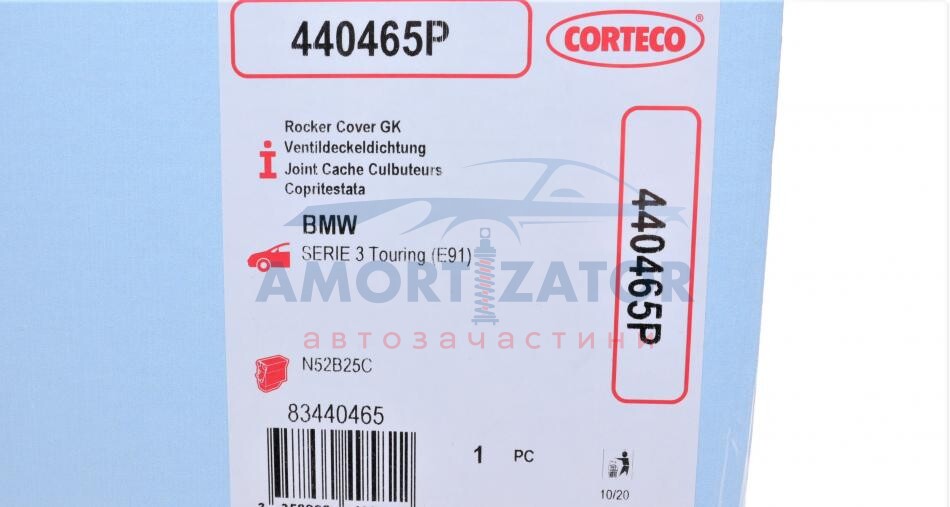 440465P
CORTECO®
Rocker Cover GK
Ventildeckeldichtung
Joint Cache Culbuteurs
Copritestata
BMW
SERIE 3 Touring (E91)
440465P
AMORTIZATOR
автозачастини
N52B25C
83440465
1 PC
10/20